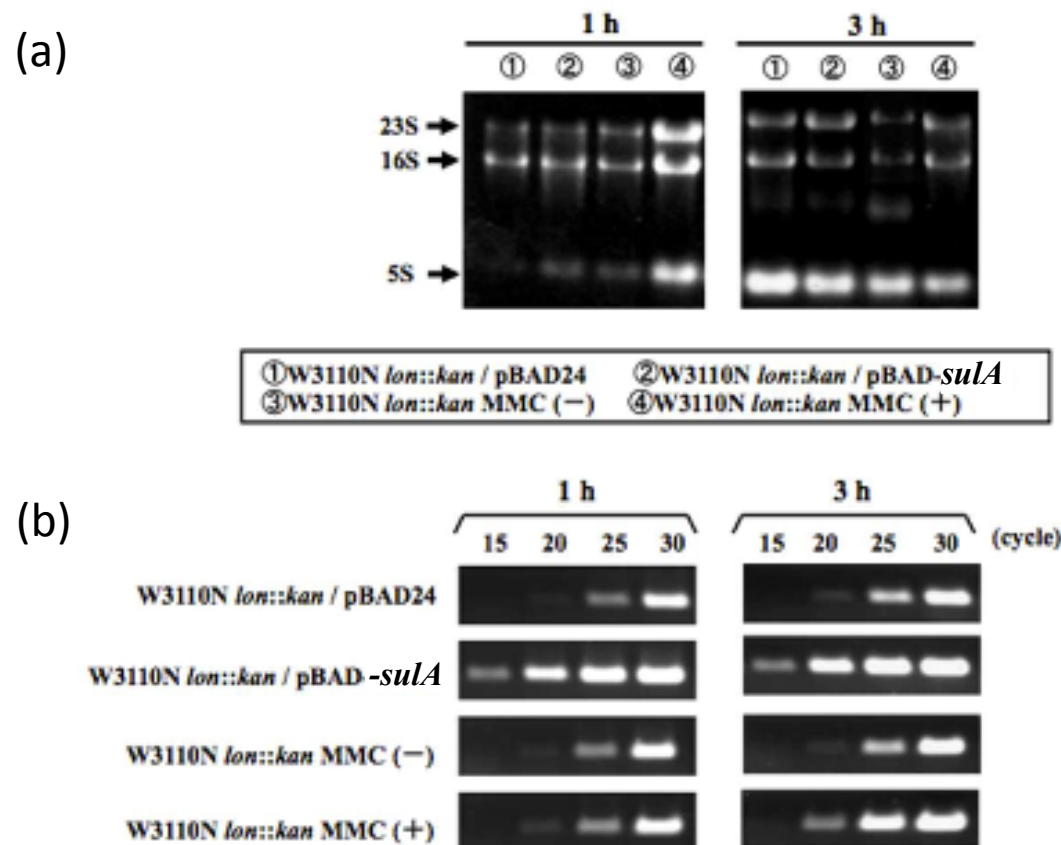 (a)
1 h 3 h
① ② ③ ④ ① ② ③ ④
23S
16S
5S
①W3110N lon::kan / pBAD24 ②W3110N lon::kan / pBAD-sulA
③W3110N lon::kan MMC (−) ④W3110N lon::kan MMC (+)
(b)
1 h 3 h
15 20 25 30 15 20 25 30 (cycle)
W3110N lon::kan / pBAD24
W3110N lon::kan / pBAD -sulA
W3110N lon::kan MMC (−)
W3110N lon::kan MMC (+)